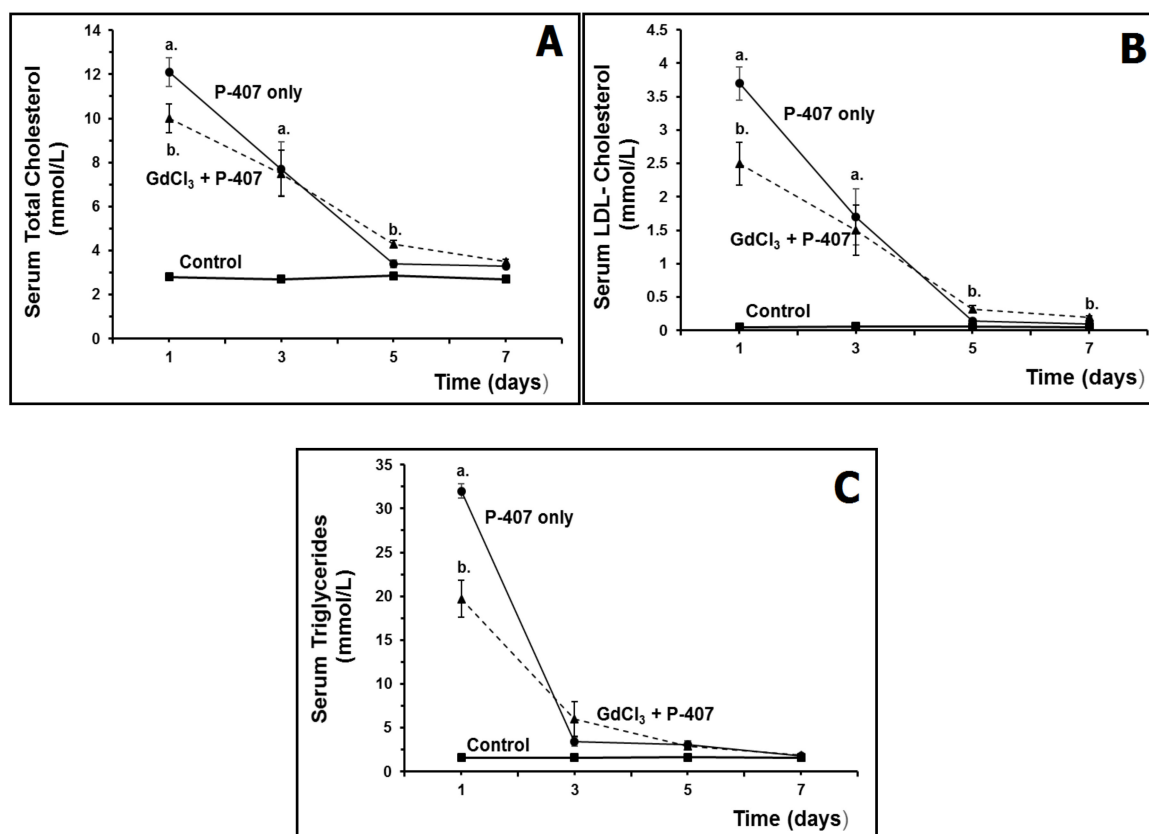 A
Serum Total Cholesterol
(mmol/L)
14
12
10
8
6
4
2
0
a.
P-407 only
a.
b.
GdCl₃ + P-407
b.
Control
1
3
5
7
Time (days)
B
Serum LDL- Cholesterol
(mmol/L)
4.5
4
3.5
3
2.5
2
1.5
1
0.5
0
a.
P-407 only
b.
a.
GdCl₃ + P-407
b.
b.
Control
1
3
5
7
Time (days)
C
Serum Triglycerides
(mmol/L)
35
30
25
20
15
10
5
0
a.
P-407 only
b.
GdCl₃ + P-407
Control
1
3
5
7
Time (days)